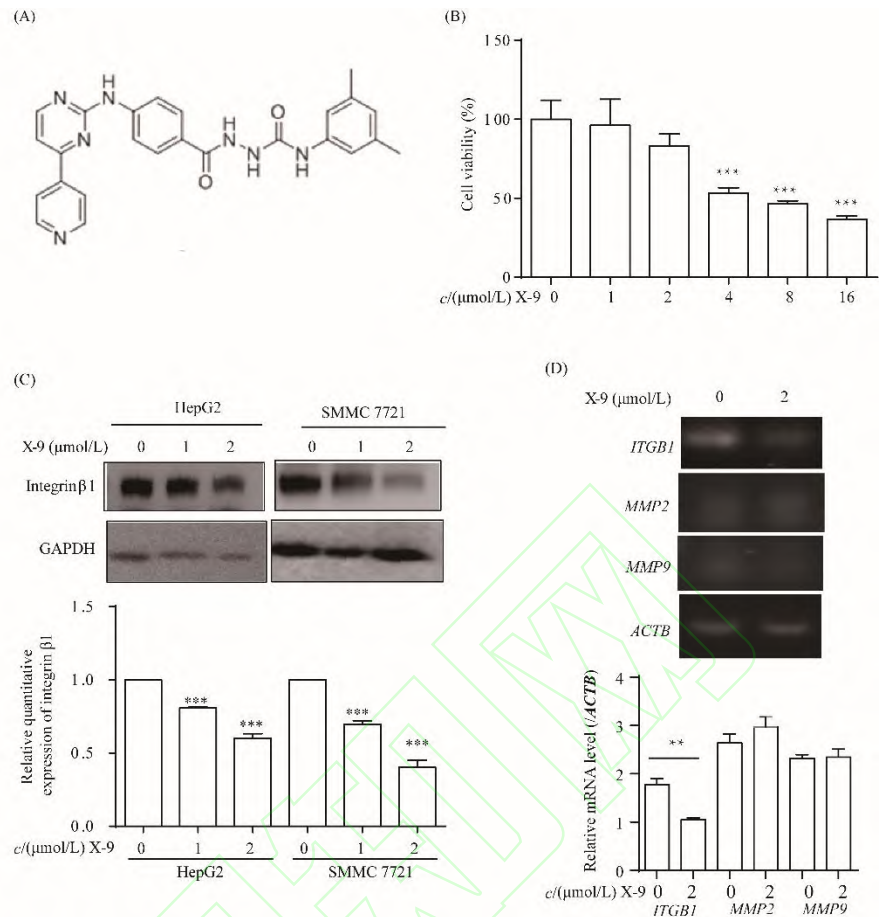 (A)
H
N
N
N
N
O
H
N
N
H
O
N
H
(B)
Cell viability (%)
150
100
50
0
***
***
***
c/(μmol/L) X-9 0 1 2 4 8 16
(C)
HepG2 SMMC 7721
X-9 (μmol/L) 0 1 2 0 1 2
Integrinβ1
GAPDH
Relative quantitative
expression of integrin β1
1.5
1.0
0.5
0.0
***
***
***
***
c/(μmol/L) X-9 0 1 2 0 1 2
HepG2 SMMC 7721
(D)
X-9 (μmol/L) 0 2
ITGB1
MMP2
MMP9
ACTB
Relative mRNA level (/ACTB)
4
3
2
1
0
**
c/(μmol/L) X-9 0 2 0 2 0 2
ITGB1 MMP2 MMP9